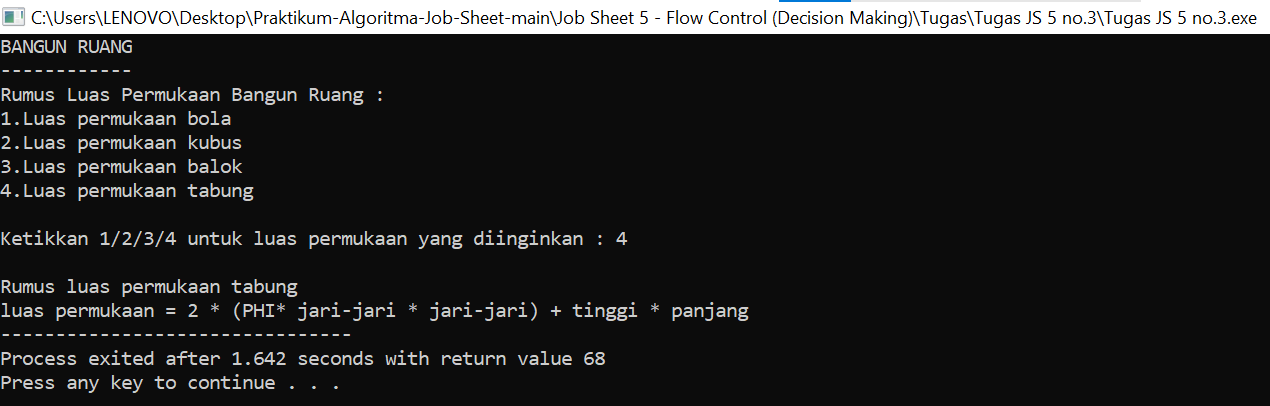 C:\Users\LENOVO\Desktop\Praktikum-Algoritma-Job-Sheet-main\Job Sheet 5 - Flow Control (Decision Making)\Tugas\Tugas JS 5 no.3\Tugas JS 5 no.3.exe
BANGUN RUANG
------------
Rumus Luas Permukaan Bangun Ruang :
1.Luas permukaan bola
2.Luas permukaan kubus
3.Luas permukaan balok
4.Luas permukaan tabung
Ketikkan 1/2/3/4 untuk luas permukaan yang diinginkan : 4
Rumus luas permukaan tabung
luas permukaan = 2 * (PHI* jari-jari * jari-jari) + tinggi * panjang
--------------------------------
Process exited after 1.642 seconds with return value 68
Press any key to continue . . .